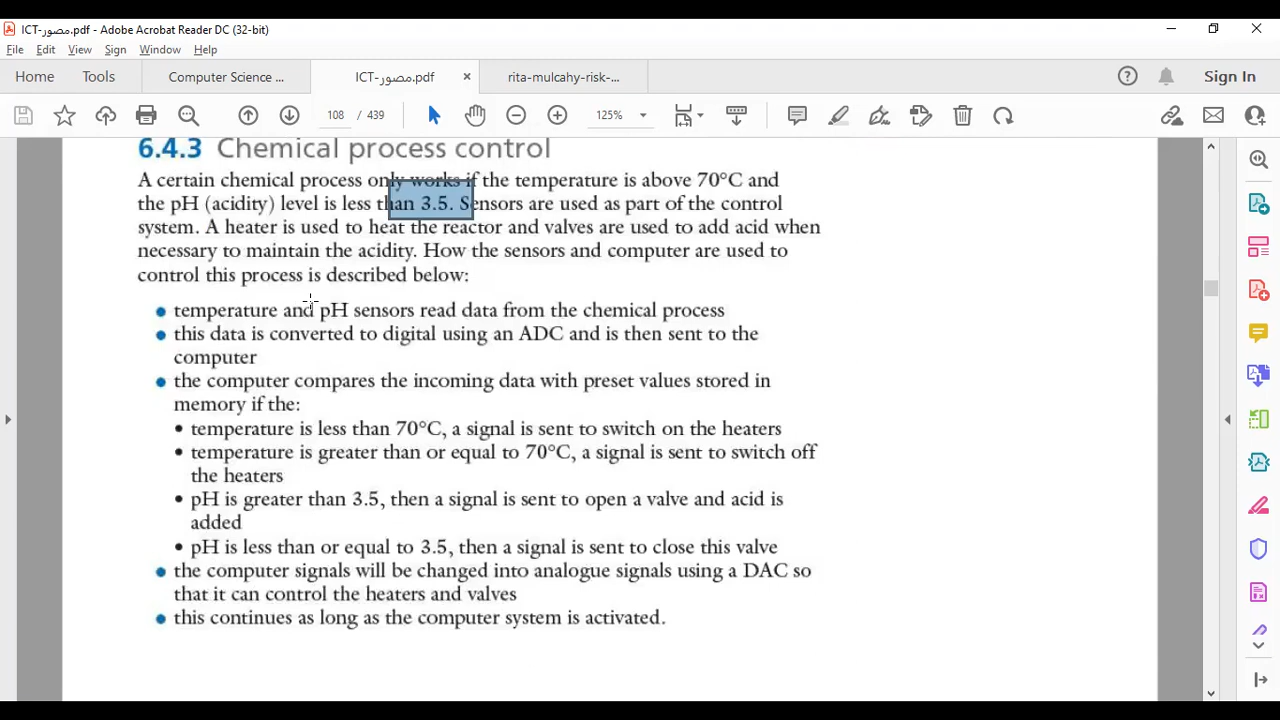 ICT-مصور.pdf - Adobe Acrobat Reader DC (32-bit)
File Edit View Window Sign Help
Home Tools Computer Science ... ICT-مصور.pdf × rita-mulcahy-risk-... Sign In
108 / 439 125%
6.4.3 Chemical process control
A certain chemical process only works if the temperature is above 70°C and
the pH (acidity) level is less than 3.5. Sensors are used as part of the control
system. A heater is used to heat the reactor and valves are used to add acid when
necessary to maintain the acidity. How the sensors and computer are used to
control this process is described below:
● temperature and pH sensors read data from the chemical process
● this data is converted to digital using an ADC and is then sent to the
computer
● the computer compares the incoming data with preset values stored in
memory if the:
• temperature is less than 70°C, a signal is sent to switch on the heaters
• temperature is greater than or equal to 70°C, a signal is sent to switch off
the heaters
• pH is greater than 3.5, then a signal is sent to open a valve and acid is
added
• pH is less than or equal to 3.5, then a signal is sent to close this valve
● the computer signals will be changed into analogue signals using a DAC so
that it can control the heaters and valves
● this continues as long as the computer system is activated.